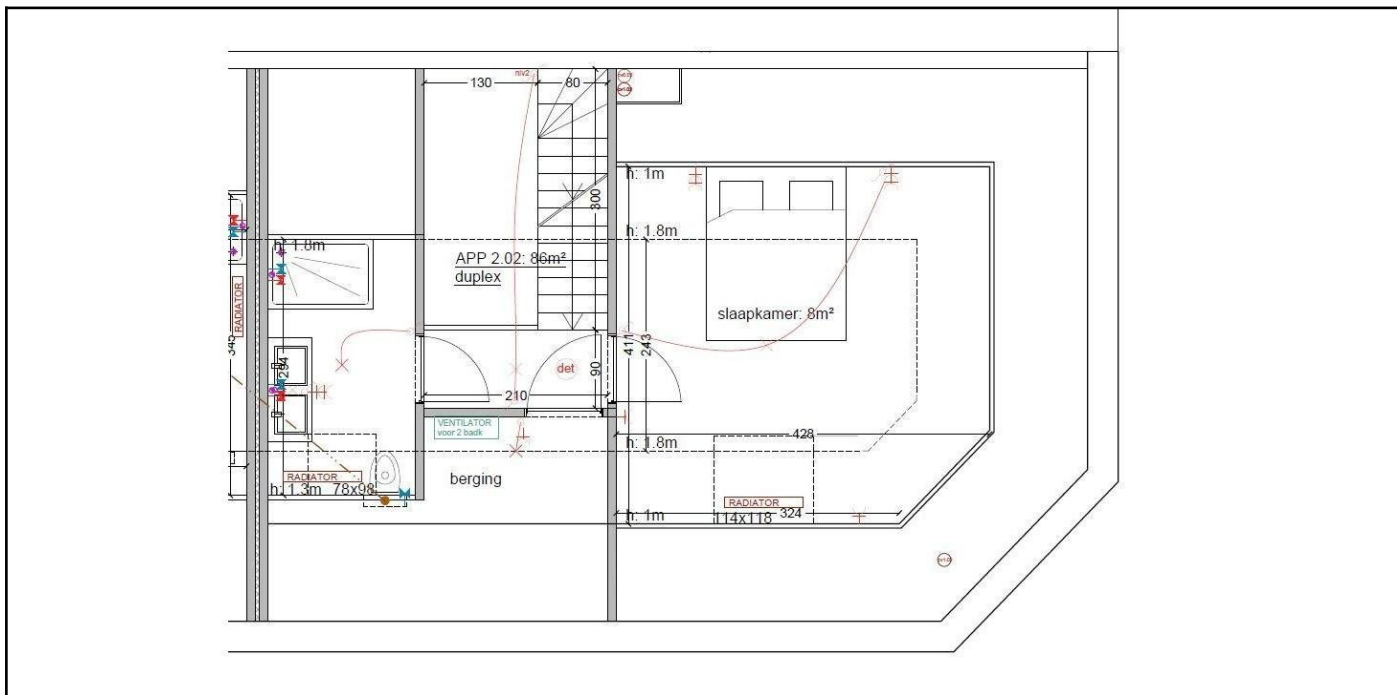 niv2
130
80
h: 1m
300
h: 1.8m
h: 1.8m
APP 2.02: 86m²
duplex
RADIATOR
slaapkamer: 8m²
345
294
411
243
det
90
210
VENTILATOR
voor 2 badk
428
h: 1.8m
berging
RADIATOR
h: 1.3m 78x98
RADIATOR
h: 1m
114x118
324